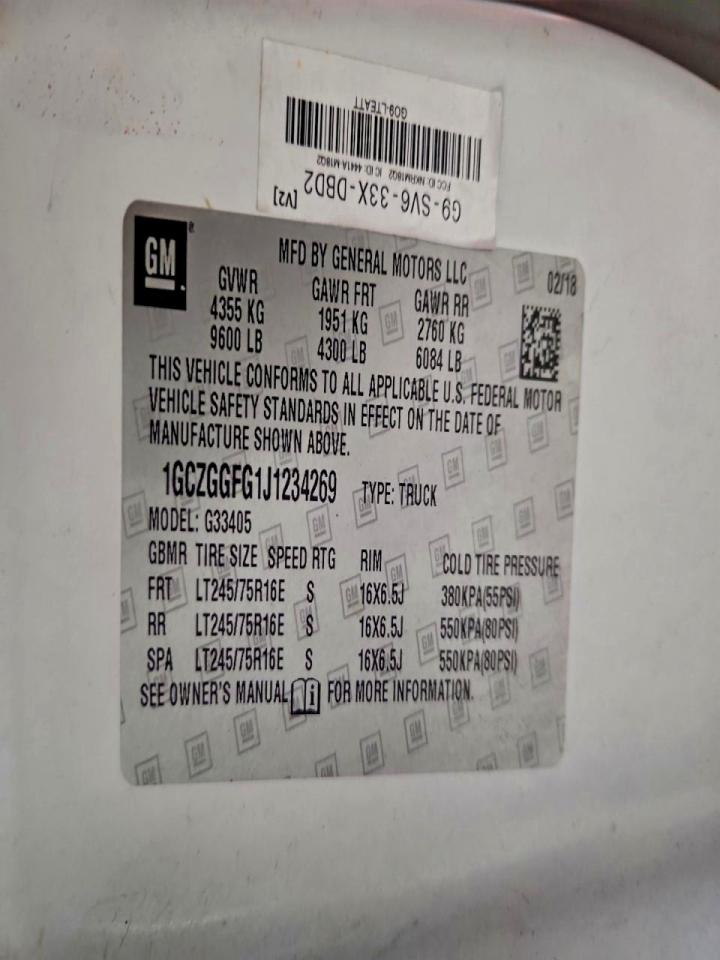 GO9-LTEATT
FCC ID: NKRM18Q2 IC ID: 4441A-M18Q2
G9-SV6-33X-DBD2
[V2]
GM
®
MFD BY GENERAL MOTORS LLC
02/18
GVWR GAWR FRT GAWR RR
4355 KG 1951 KG 2760 KG
9600 LB 4300 LB 6084 LB
THIS VEHICLE CONFORMS TO ALL APPLICABLE U.S. FEDERAL MOTOR
VEHICLE SAFETY STANDARDS IN EFFECT ON THE DATE OF
MANUFACTURE SHOWN ABOVE.
1GCZGGFG1J1234269 TYPE: TRUCK
MODEL: G33405
GBMR TIRE SIZE SPEED RTG RIM COLD TIRE PRESSURE
FRT LT245/75R16E S 16X6.5J 380KPA(55PSI)
RR LT245/75R16E S 16X6.5J 550KPA(80PSI)
SPA LT245/75R16E S 16X6.5J 550KPA(80PSI)
SEE OWNER'S MANUAL i FOR MORE INFORMATION.